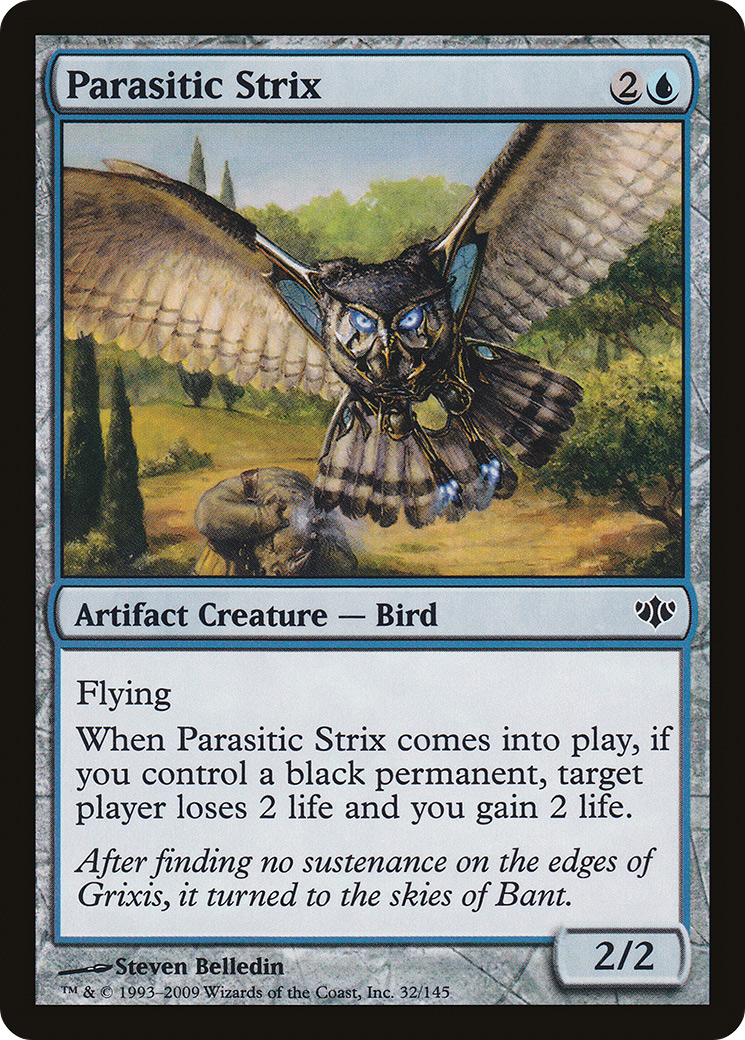 Parasitic Strix 2
Artifact Creature — Bird
Flying
When Parasitic Strix comes into play, if
you control a black permanent, target
player loses 2 life and you gain 2 life.
After finding no sustenance on the edges of
Grixis, it turned to the skies of Bant.
2/2
Steven Belledin
™ & © 1993–2009 Wizards of the Coast, Inc. 32/145